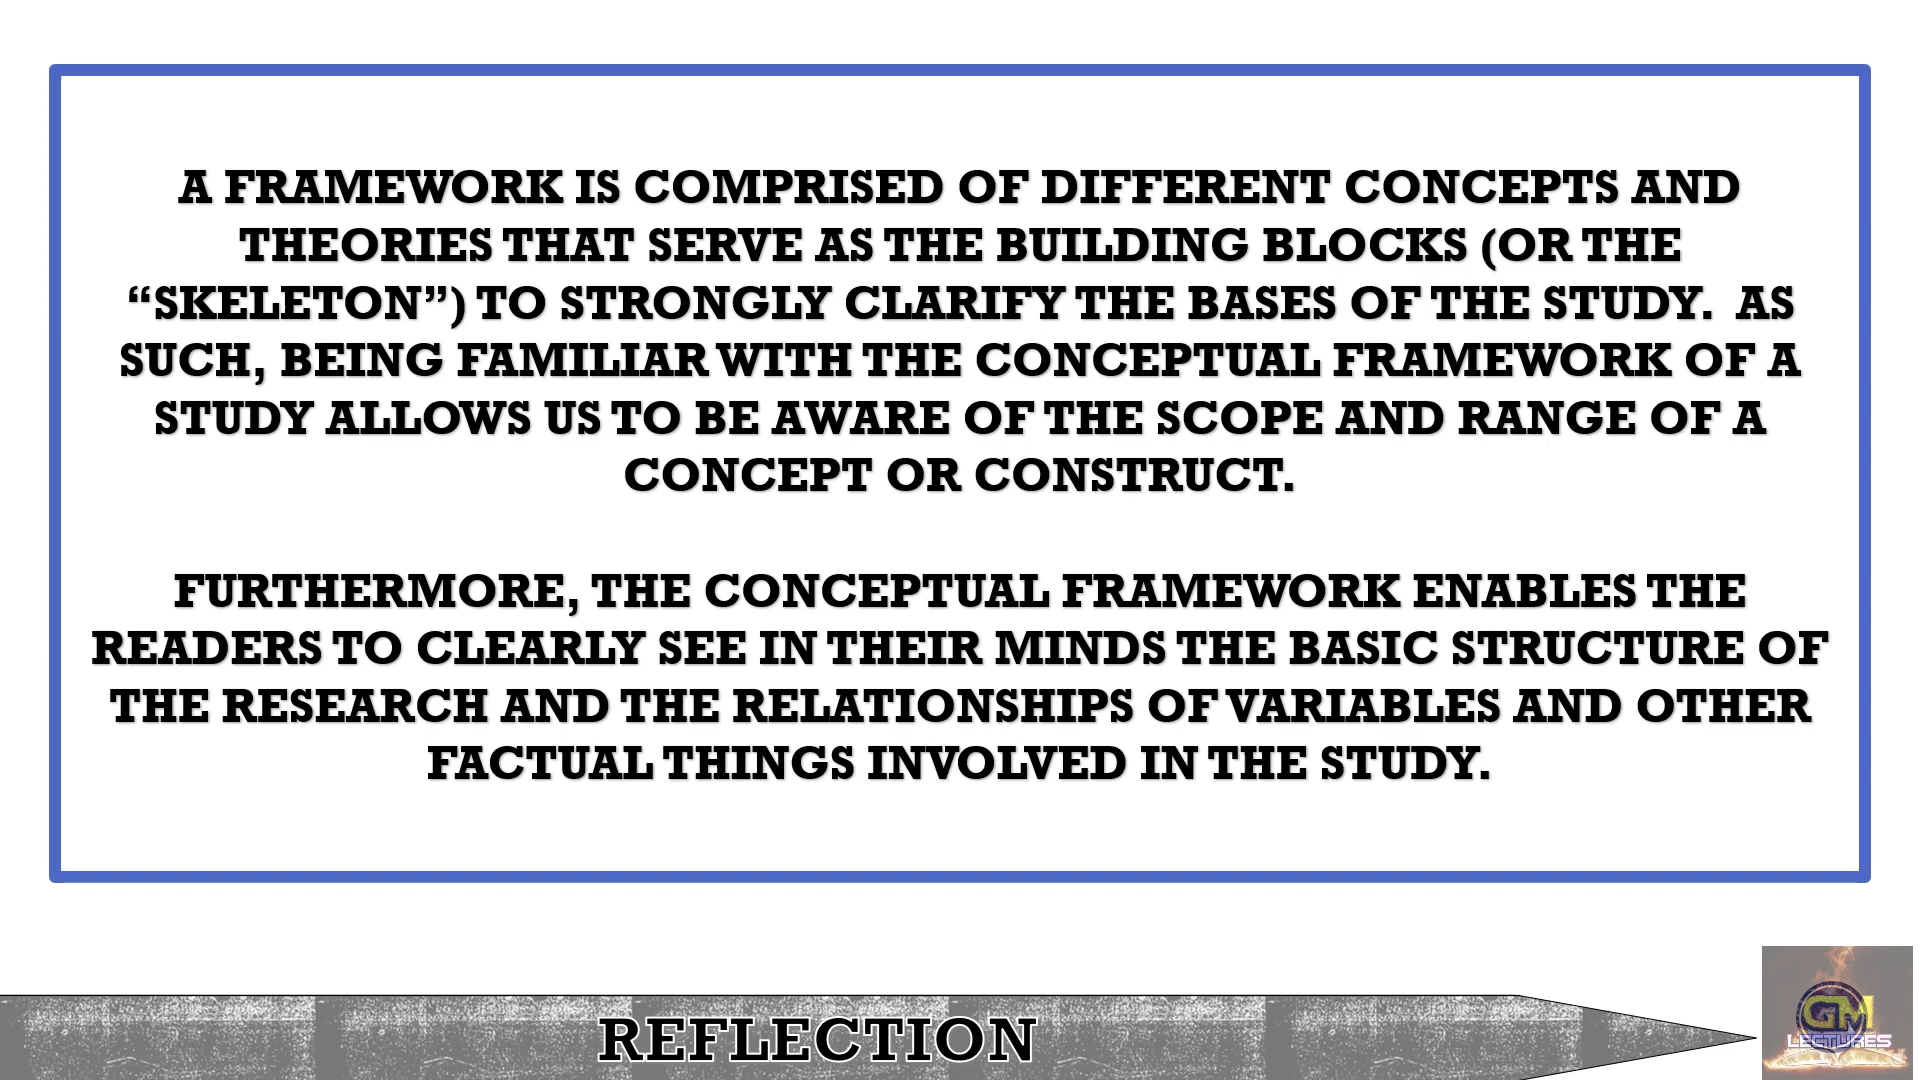 A FRAMEWORK IS COMPRISED OF DIFFERENT CONCEPTS AND
THEORIES THAT SERVE AS THE BUILDING BLOCKS (OR THE
“SKELETON”) TO STRONGLY CLARIFY THE BASES OF THE STUDY. AS
SUCH, BEING FAMILIAR WITH THE CONCEPTUAL FRAMEWORK OF A
STUDY ALLOWS US TO BE AWARE OF THE SCOPE AND RANGE OF A
CONCEPT OR CONSTRUCT.
FURTHERMORE, THE CONCEPTUAL FRAMEWORK ENABLES THE
READERS TO CLEARLY SEE IN THEIR MINDS THE BASIC STRUCTURE OF
THE RESEARCH AND THE RELATIONSHIPS OF VARIABLES AND OTHER
FACTUAL THINGS INVOLVED IN THE STUDY.
REFLECTION
GM
LECTURES